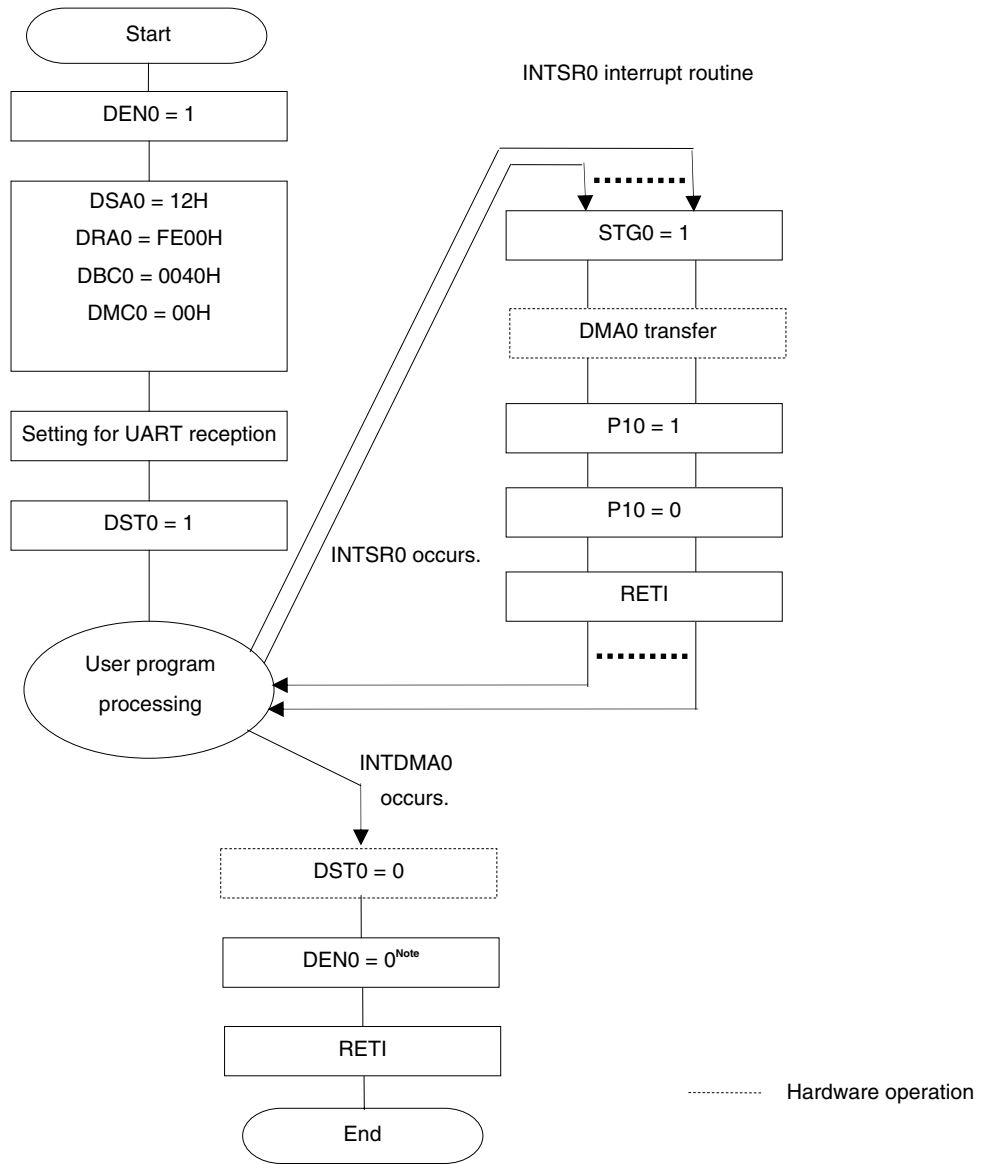 Start
DEN0 = 1
DSA0 = 12H
DRA0 = FE00H
DBC0 = 0040H
DMC0 = 00H
Setting for UART reception
DST0 = 1
User program
processing
INTSR0 occurs.
INTSR0 interrupt routine
STG0 = 1
DMA0 transfer
P10 = 1
P10 = 0
RETI
INTDMA0
occurs.
DST0 = 0
DEN0 = 0Note
RETI
End
Hardware operation